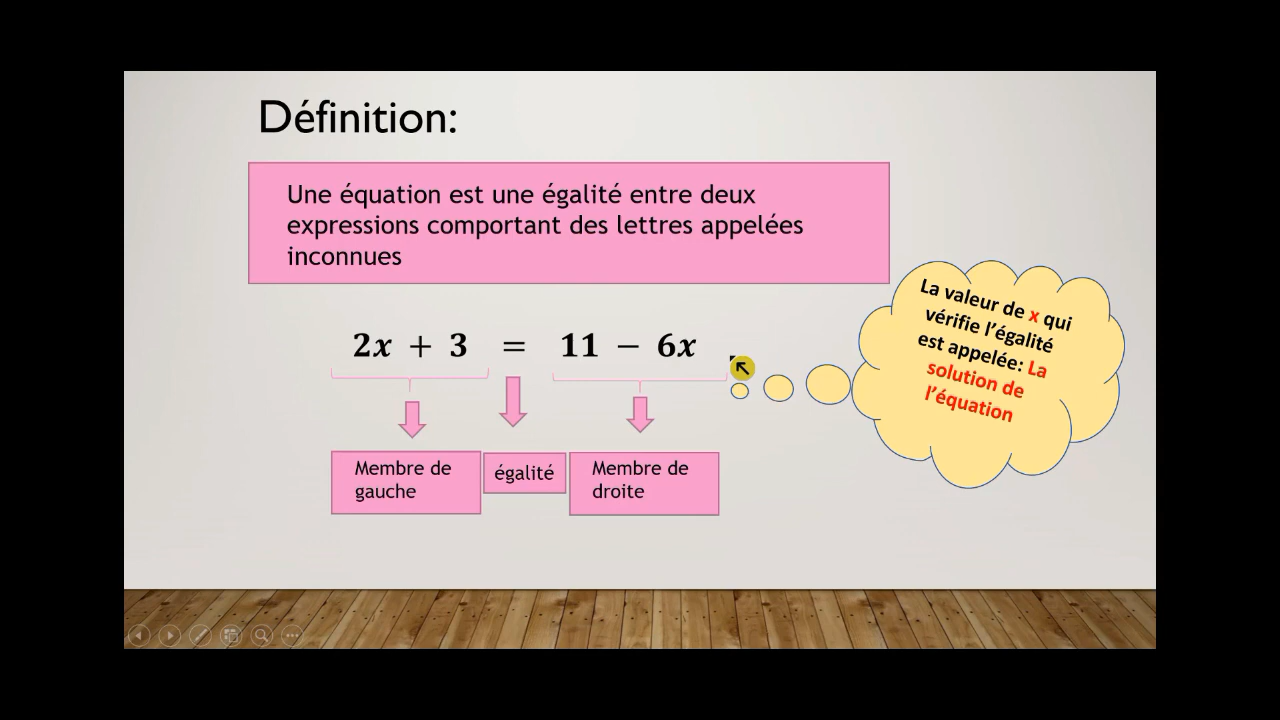 Définition:
Une équation est une égalité entre deux
expressions comportant des lettres appelées
inconnues
2x + 3 = 11 − 6x
La valeur de x qui
vérifie l'égalité
est appelée: La
solution de
l'équation
Membre de
gauche
égalité
Membre de
droite